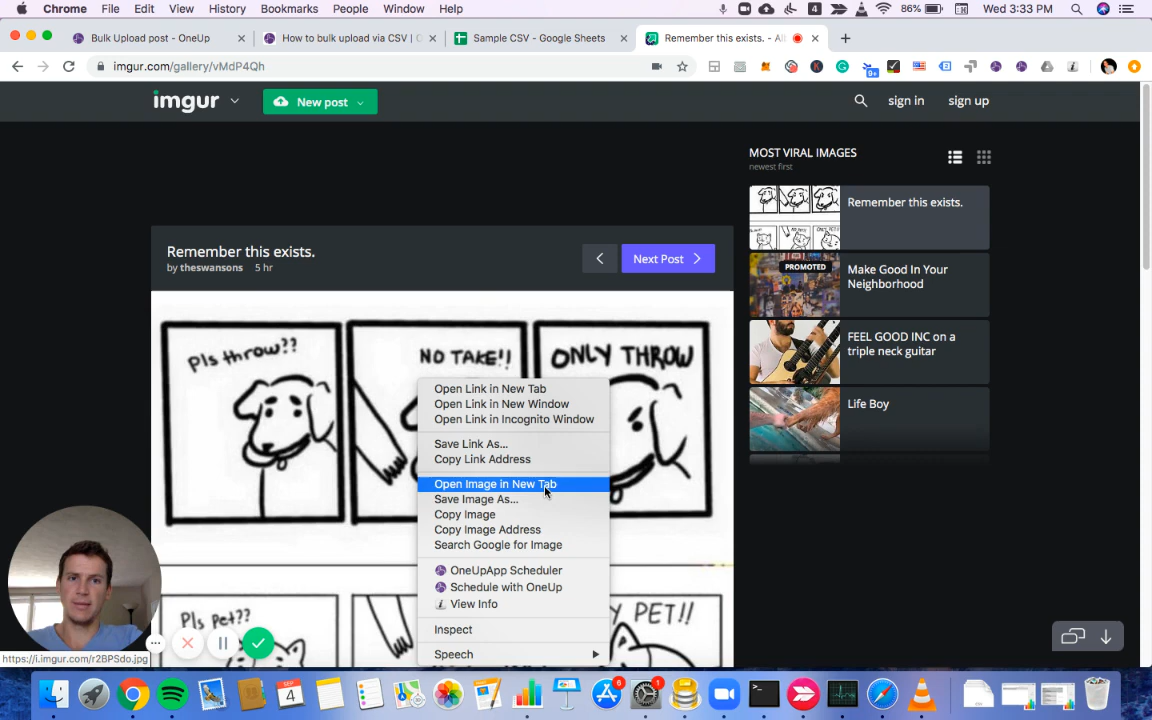 Chrome File Edit View History Bookmarks People Window Help
4 86% Wed 3:33 PM
Bulk Upload post - OneUp
How to bulk upload via CSV | O
Sample CSV - Google Sheets
Remember this exists. - Al
imgur.com/gallery/vMdP4Qh
9+
imgur
New post
sign in
sign up
MOST VIRAL IMAGES
newest first
Remember this exists.
PROMOTED
Make Good In Your
Neighborhood
FEEL GOOD INC on a
triple neck guitar
Life Boy
Remember this exists.
by theswansons 5 hr
Next Post
Pls throw??
NO TAKE!!
ONLY THROW
Open Link in New Tab
Open Link in New Window
Open Link in Incognito Window
Save Link As...
Copy Link Address
Open Image in New Tab
Save Image As...
Copy Image
Copy Image Address
Search Google for Image
OneUpApp Scheduler
Schedule with OneUp
View Info
Inspect
Speech
Pls Pet??
PET!!
https://i.imgur.com/r2BPSdo.jpg
SEP
4
6
1